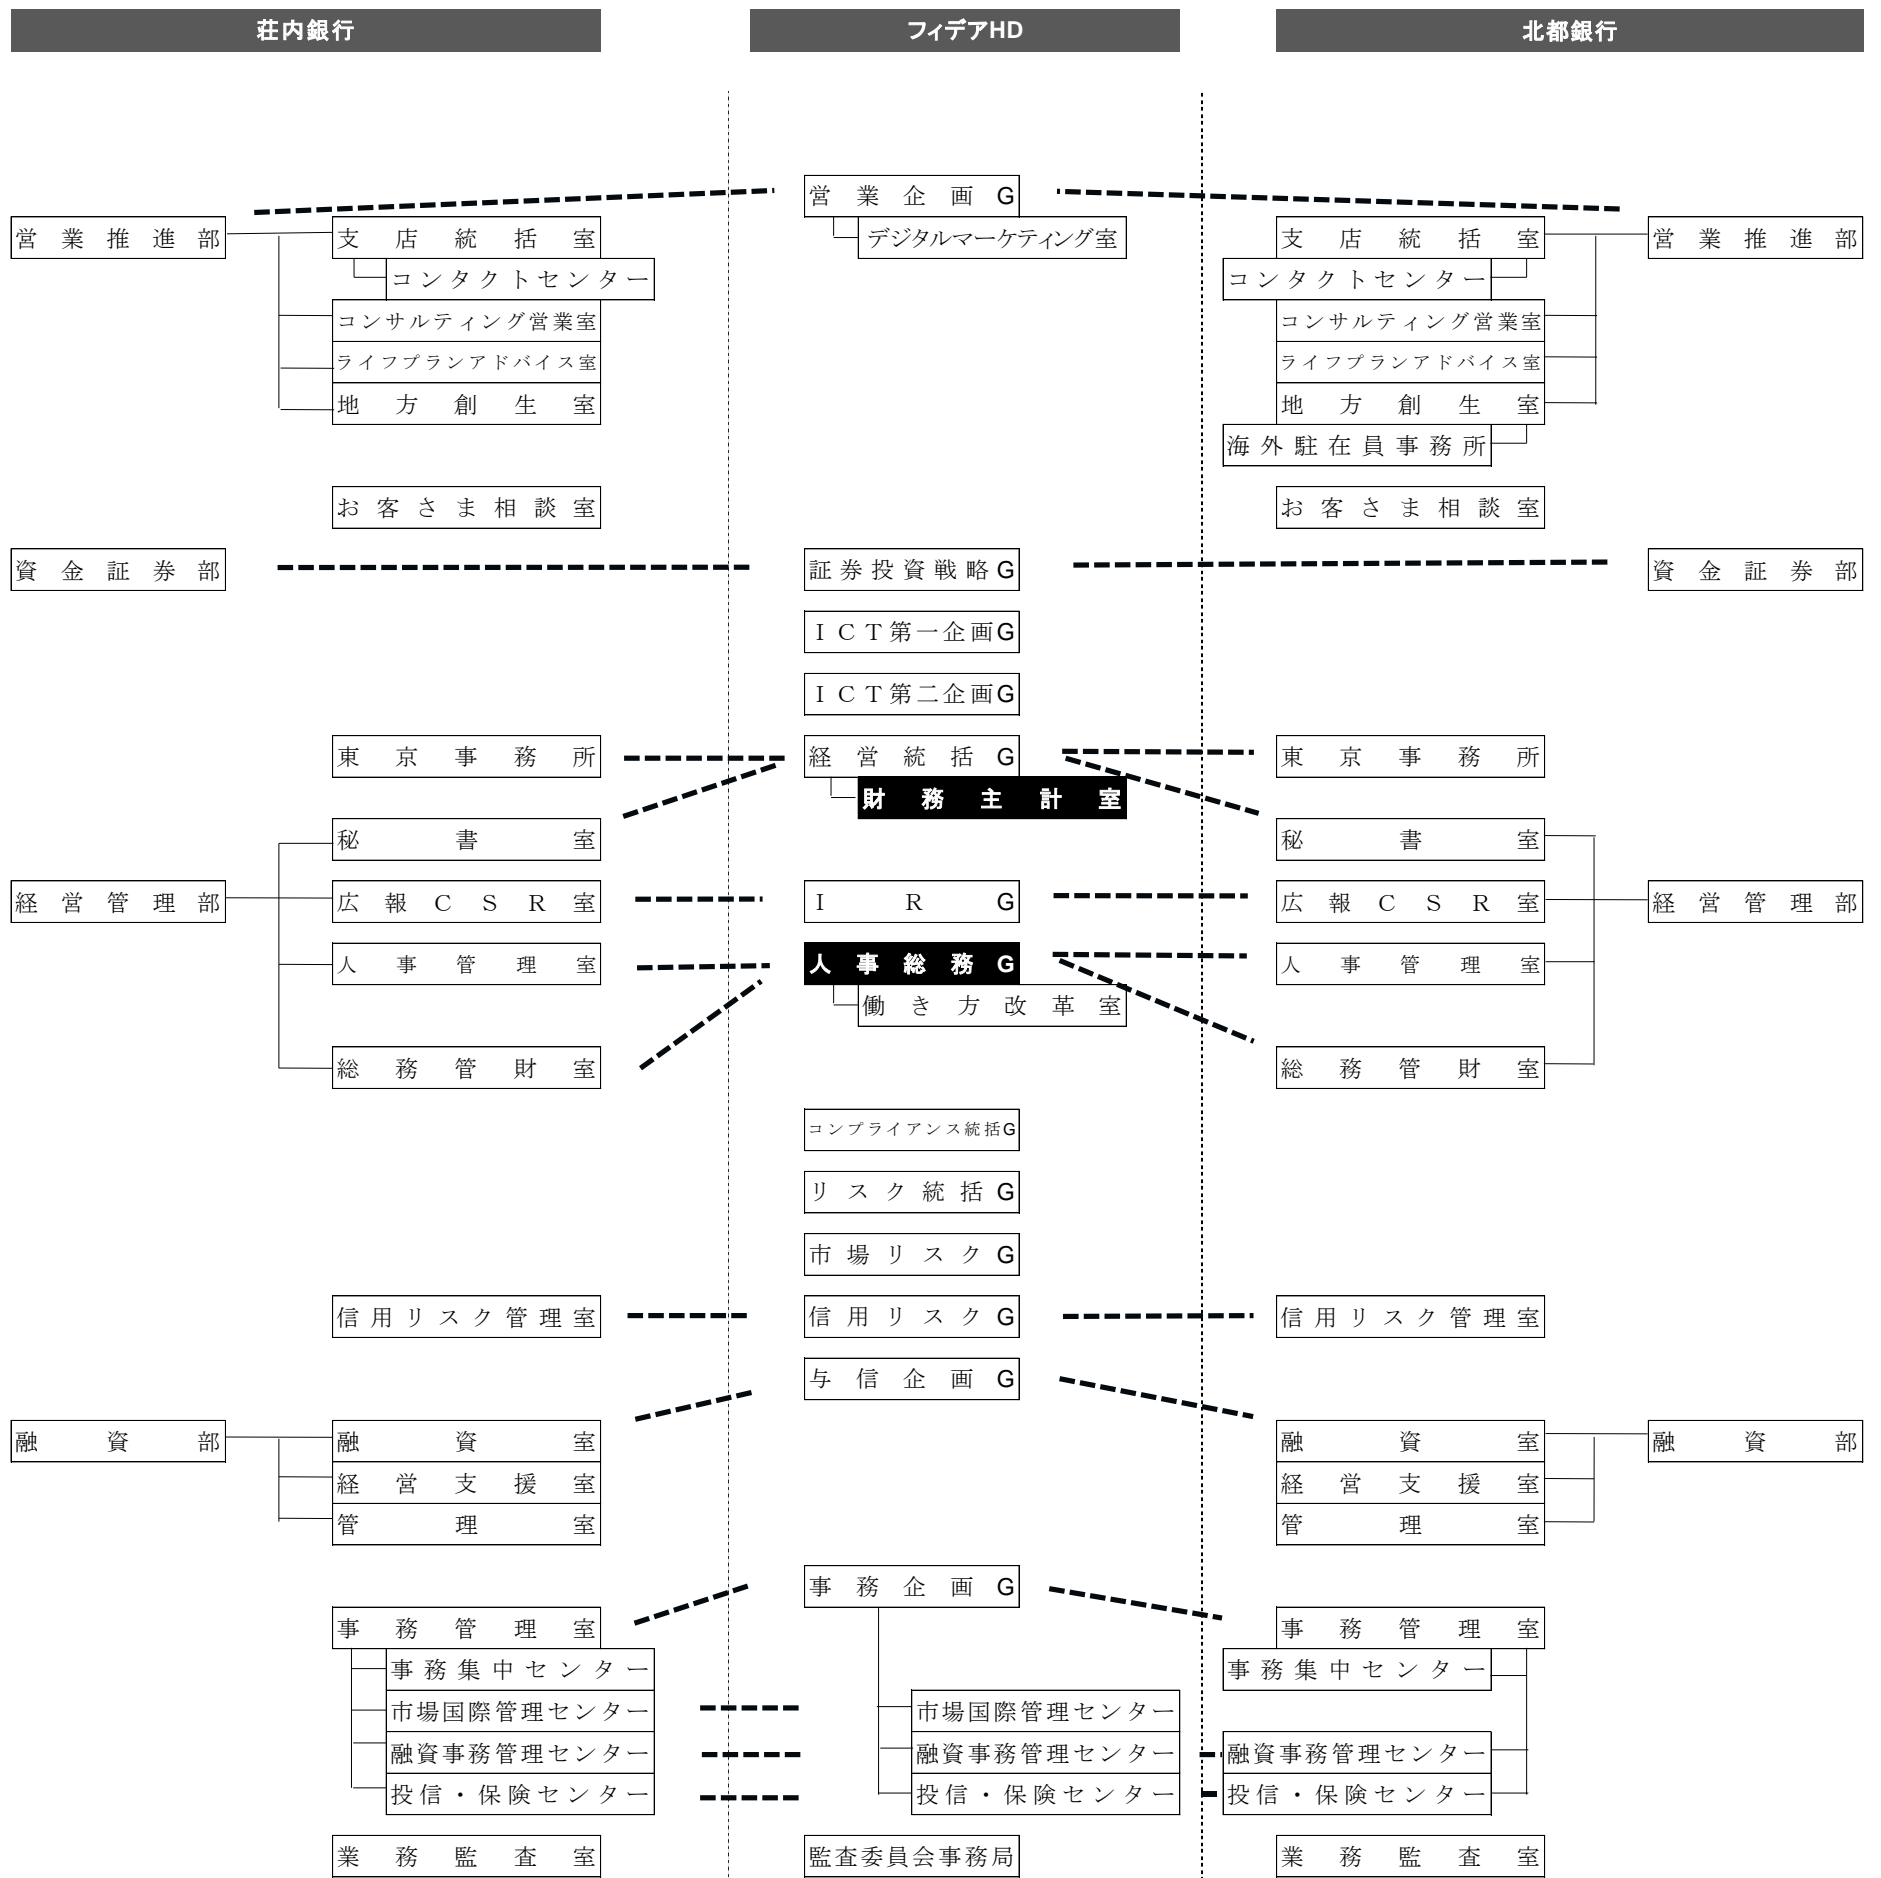 荘内銀行 フィデアHD 北都銀行
営業企画G
営業推進部 支店統括室 デジタルマーケティング室 支店統括室 営業推進部
コンタクトセンター コンタクトセンター
コンサルティング営業室 コンサルティング営業室
ライフプランアドバイス室 ライフプランアドバイス室
地方創生室 地方創生室
海外駐在員事務所
お客さま相談室 お客さま相談室
資金証券部 証券投資戦略G 資金証券部
ＩＣＴ第一企画G
ＩＣＴ第二企画G
東京事務所 経営統括G 東京事務所
財務主計室
秘書室 秘書室
経営管理部 広報ＣＳＲ室 ＩＲG 広報ＣＳＲ室 経営管理部
人事管理室 人事総務G 人事管理室
働き方改革室
総務管財室 総務管財室
コンプライアンス統括G
リスク統括G
市場リスクG
信用リスク管理室 信用リスクG 信用リスク管理室
与信企画G
融資部 融資室 融資室 融資部
経営支援室 経営支援室
管理室 管理室
事務企画G
事務管理室 事務管理室
事務集中センター 事務集中センター
市場国際管理センター 市場国際管理センター
融資事務管理センター 融資事務管理センター 融資事務管理センター
投信・保険センター 投信・保険センター 投信・保険センター
業務監査室 監査委員会事務局 業務監査室